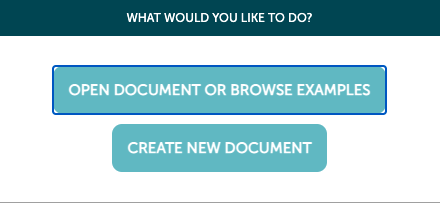 WHAT WOULD YOU LIKE TO DO?
OPEN DOCUMENT OR BROWSE EXAMPLES
CREATE NEW DOCUMENT